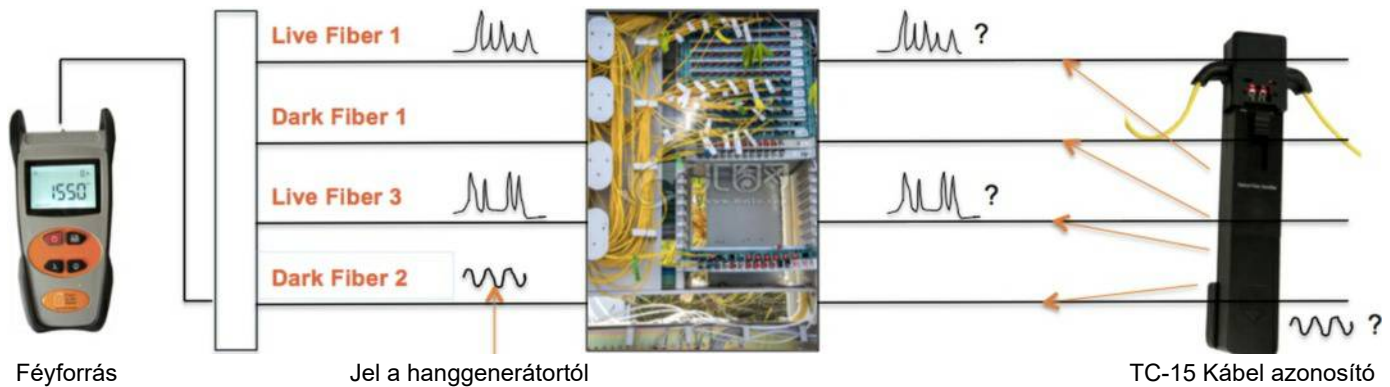 Live Fiber 1
?
Dark Fiber 1
1550
Live Fiber 3
?
Dark Fiber 2
?
Féyforrás
Jel a hanggenerátortól
TC-15 Kábel azonosító